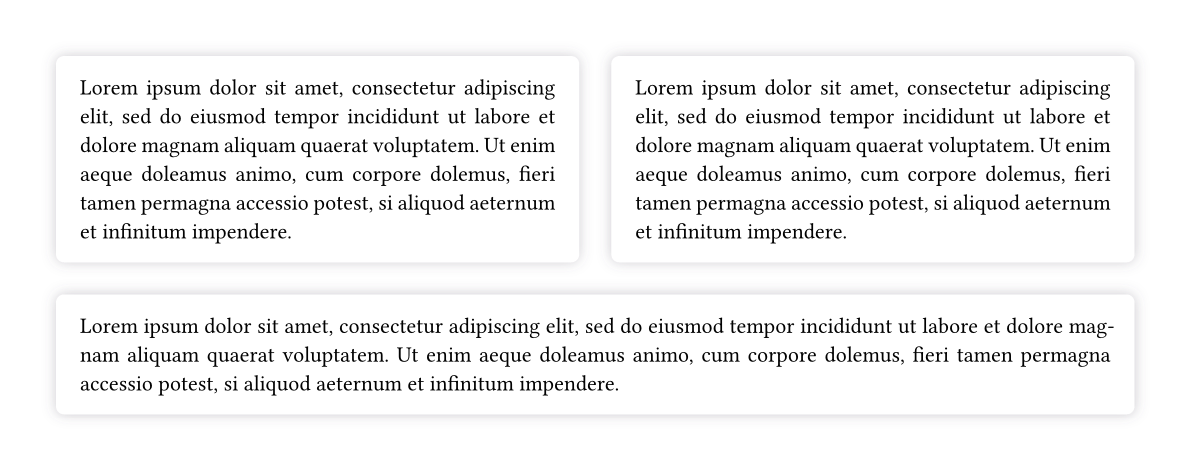 Lorem ipsum dolor sit amet, consectetur adipiscing
elit, sed do eiusmod tempor incididunt ut labore et
dolore magnam aliquam quaerat voluptatem. Ut enim
aeque doleamus animo, cum corpore dolemus, fieri
tamen permagna accessio potest, si aliquod aeternum
et infinitum impendere.
Lorem ipsum dolor sit amet, consectetur adipiscing
elit, sed do eiusmod tempor incididunt ut labore et
dolore magnam aliquam quaerat voluptatem. Ut enim
aeque doleamus animo, cum corpore dolemus, fieri
tamen permagna accessio potest, si aliquod aeternum
et infinitum impendere.
Lorem ipsum dolor sit amet, consectetur adipiscing elit, sed do eiusmod tempor incididunt ut labore et dolore mag-
nam aliquam quaerat voluptatem. Ut enim aeque doleamus animo, cum corpore dolemus, fieri tamen permagna
accessio potest, si aliquod aeternum et infinitum impendere.